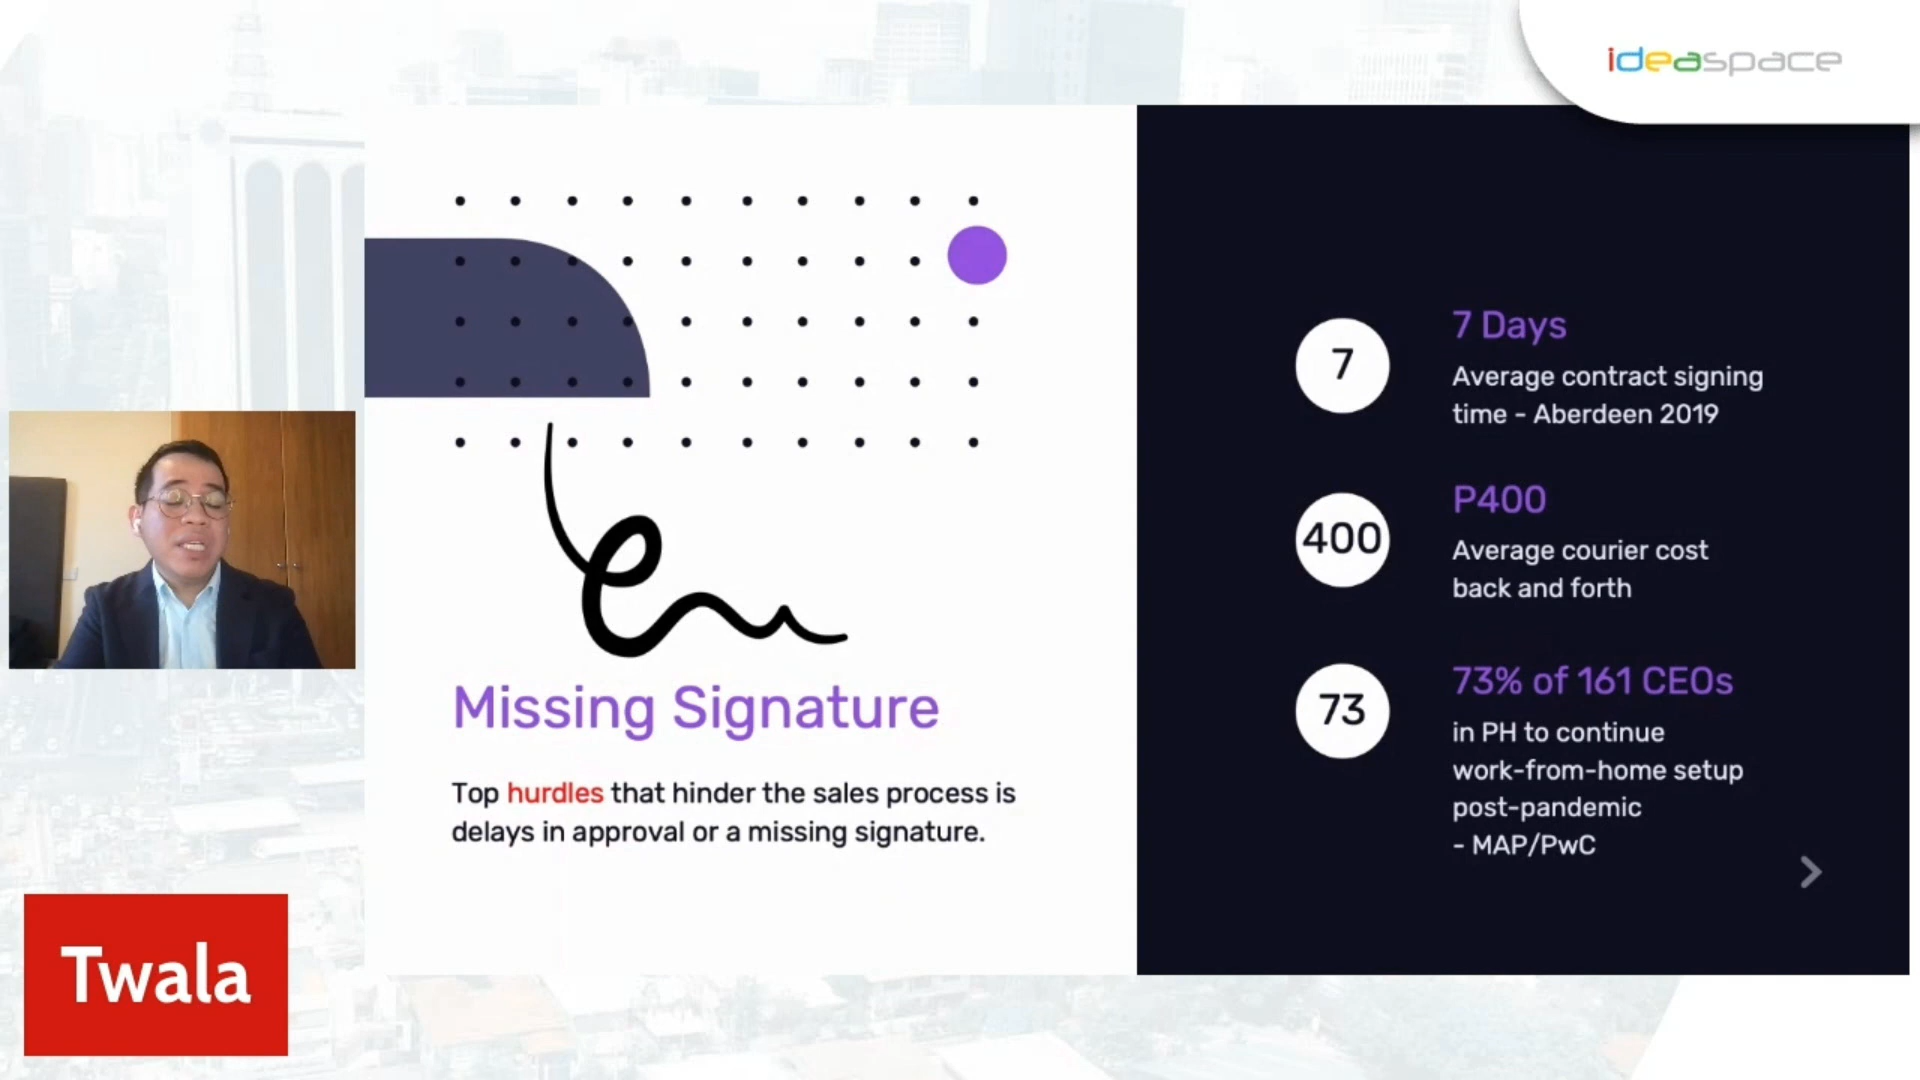 ideaspace
Missing Signature
Top hurdles that hinder the sales process is
delays in approval or a missing signature.
7
7 Days
Average contract signing
time - Aberdeen 2019
400
P400
Average courier cost
back and forth
73
73% of 161 CEOs
in PH to continue
work-from-home setup
post-pandemic
- MAP/PwC
Twala